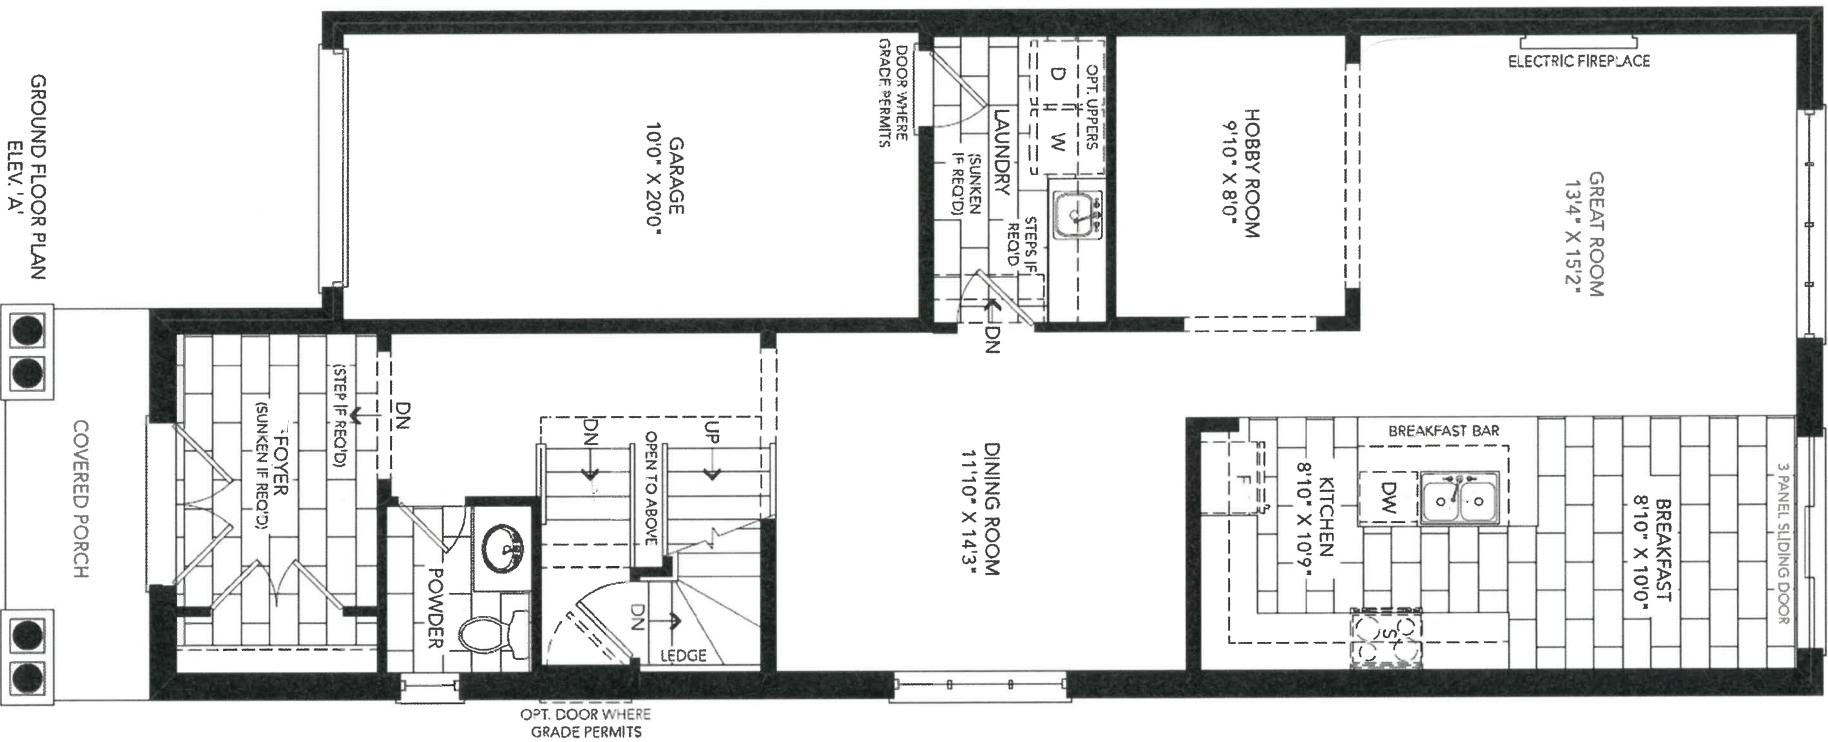 GROUND FLOOR PLAN
ELEV. 'A'
COVERED PORCH
FOYER
(SUNKEN IF REQ'D)
(STEP IF REQ'D)
DN
GARAGE
10'0" X 20'0"
DOOR WHERE
GRADE PERMITS
POWDER
DN
OPEN TO ABOVE
UP
DN
LEDGE
OPT. DOOR WHERE
GRADE PERMITS
OPT. UPPERS
D
W
LAUNDRY
(SUNKEN
IF REQ'D)
STEPS IF
REQ'D
DN
DINING ROOM
11'10" X 14'3"
HOBBY ROOM
9'10" X 8'0"
ELECTRIC FIREPLACE
GREAT ROOM
13'4" X 15'2"
BREAKFAST BAR
DW
F
KITCHEN
8'10" X 10'9"
S
BREAKFAST
8'10" X 10'0"
3 PANEL SLIDING DOOR